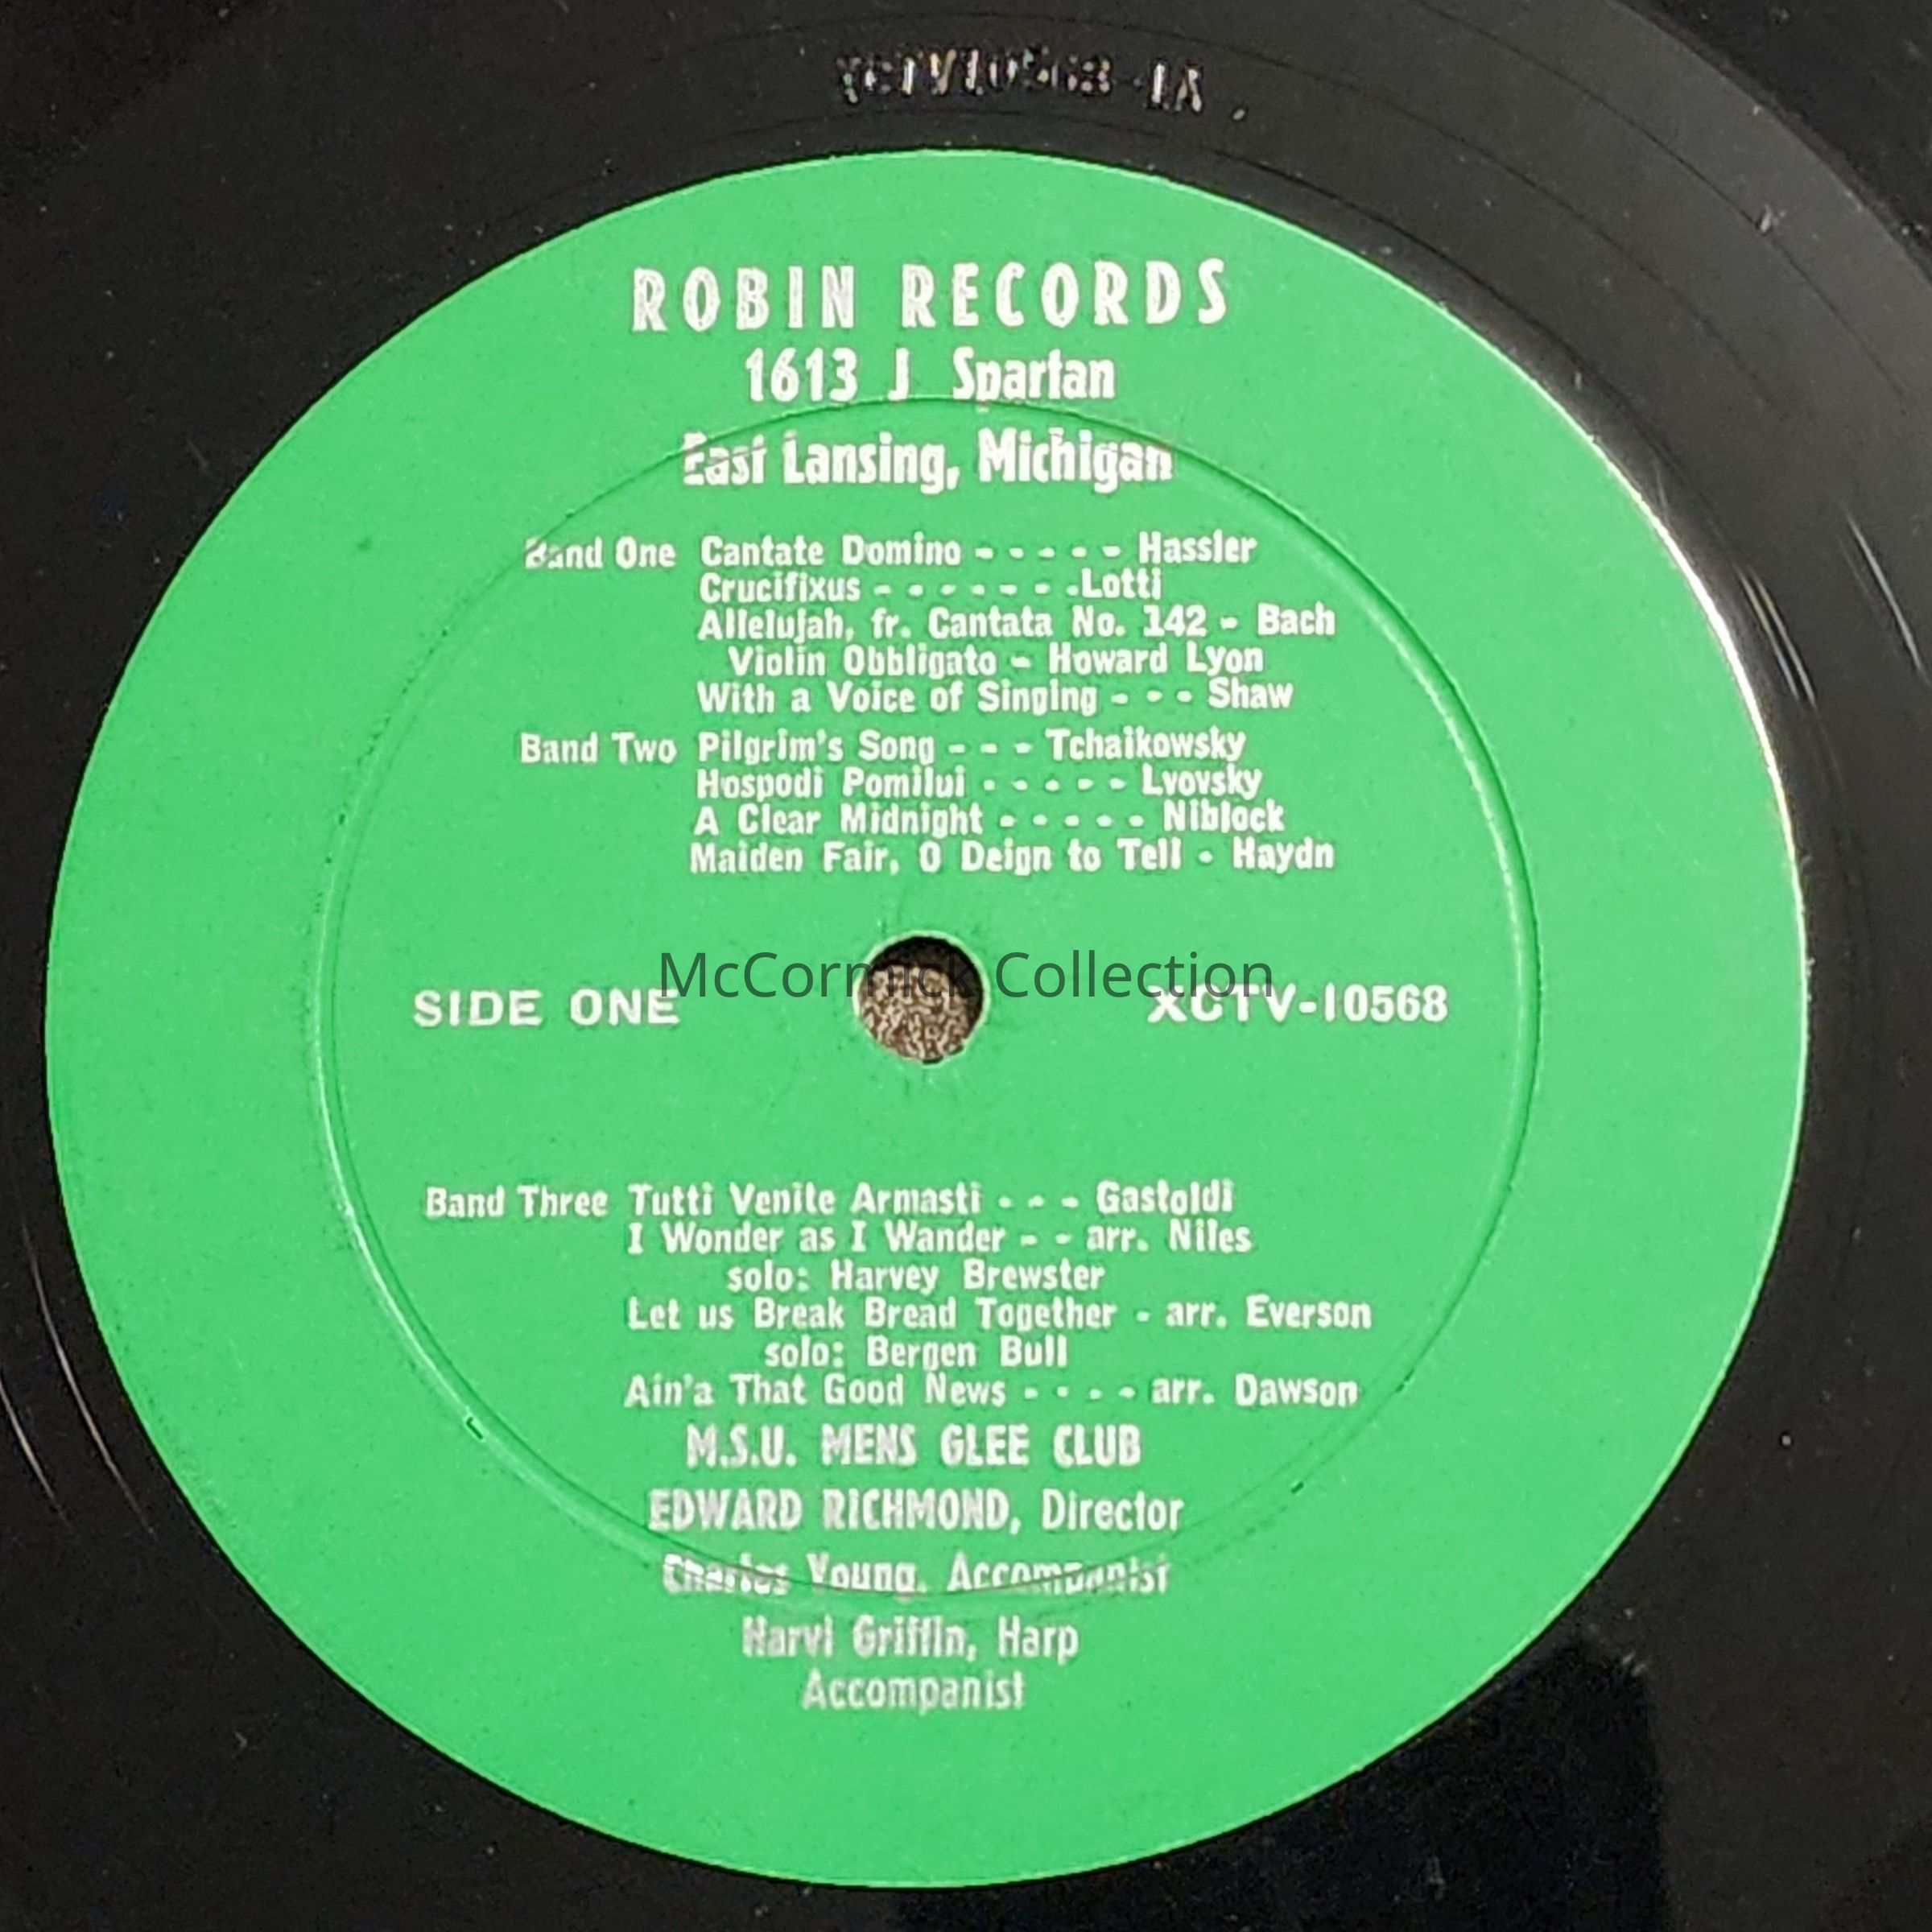 XCTV10568-1A
ROBIN RECORDS
1613 J Spartan
East Lansing, Michigan
Band One Cantate Domino - - - - - Hassler
Crucifixus - - - - - - -.Lotti
Allelujah, fr. Cantata No. 142 - Bach
Violin Obbligato - Howard Lyon
With a Voice of Singing - - - Shaw
Band Two Pilgrim's Song - - - Tchaikowsky
Hospodi Pomilui - - - - - Lvovsky
A Clear Midnight - - - - - Niblock
Maiden Fair, O Deign to Tell - Haydn
McCormick Collection
SIDE ONE XCTV-10568
Band Three Tutti Venite Armasti - - - Gastoldi
I Wonder as I Wander - - arr. Niles
solo: Harvey Brewster
Let us Break Bread Together - arr. Everson
solo: Bergen Bull
Ain'a That Good News - - - - arr. Dawson
M.S.U. MENS GLEE CLUB
EDWARD RICHMOND, Director
Charles Young, Accompanist
Harvi Griffin, Harp
Accompanist